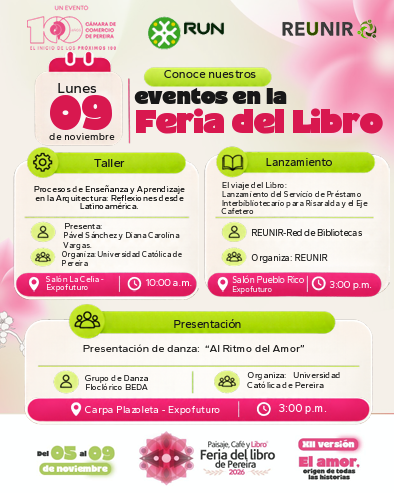 UN EVENTO
100 AÑOS
CÁMARA DE
COMERCIO
DE PEREIRA
EL INICIO DE LOS PRÓXIMOS 100
RUN
REUNIR
Lunes
09
de noviembre
Conoce nuestros
eventos en la
Feria del Libro
Taller
Procesos de Enseñanza y Aprendizaje
en la Arquitectura: Reflexiones desde
Latinoamérica.
Presenta:
Pável Sánchez y Diana Carolina
Vargas.
Organiza: Universidad Católica de
Pereira
Salón La Celia -
Expofuturo
10:00 a.m.
Lanzamiento
El viaje del Libro:
Lanzamiento del Servicio de Préstamo
Interbibliotecario para Risaralda y el Eje
Cafetero
REUNIR-Red de Bibliotecas
Organiza: REUNIR
Salón Pueblo Rico
Expofuturo
3:00 p.m.
Presentación
Presentación de danza: “Al Ritmo del Amor”
Grupo de Danza
Floclórico BEDA
Organiza: Universidad
Católica de Pereira
Carpa Plazoleta - Expofuturo
3:00 p.m.
Del 05 al 09
de noviembre
Paisaje, Café y Libro
Feria del libro
de Pereira
2026
XII versión
El amor,
origen de todas
las historias